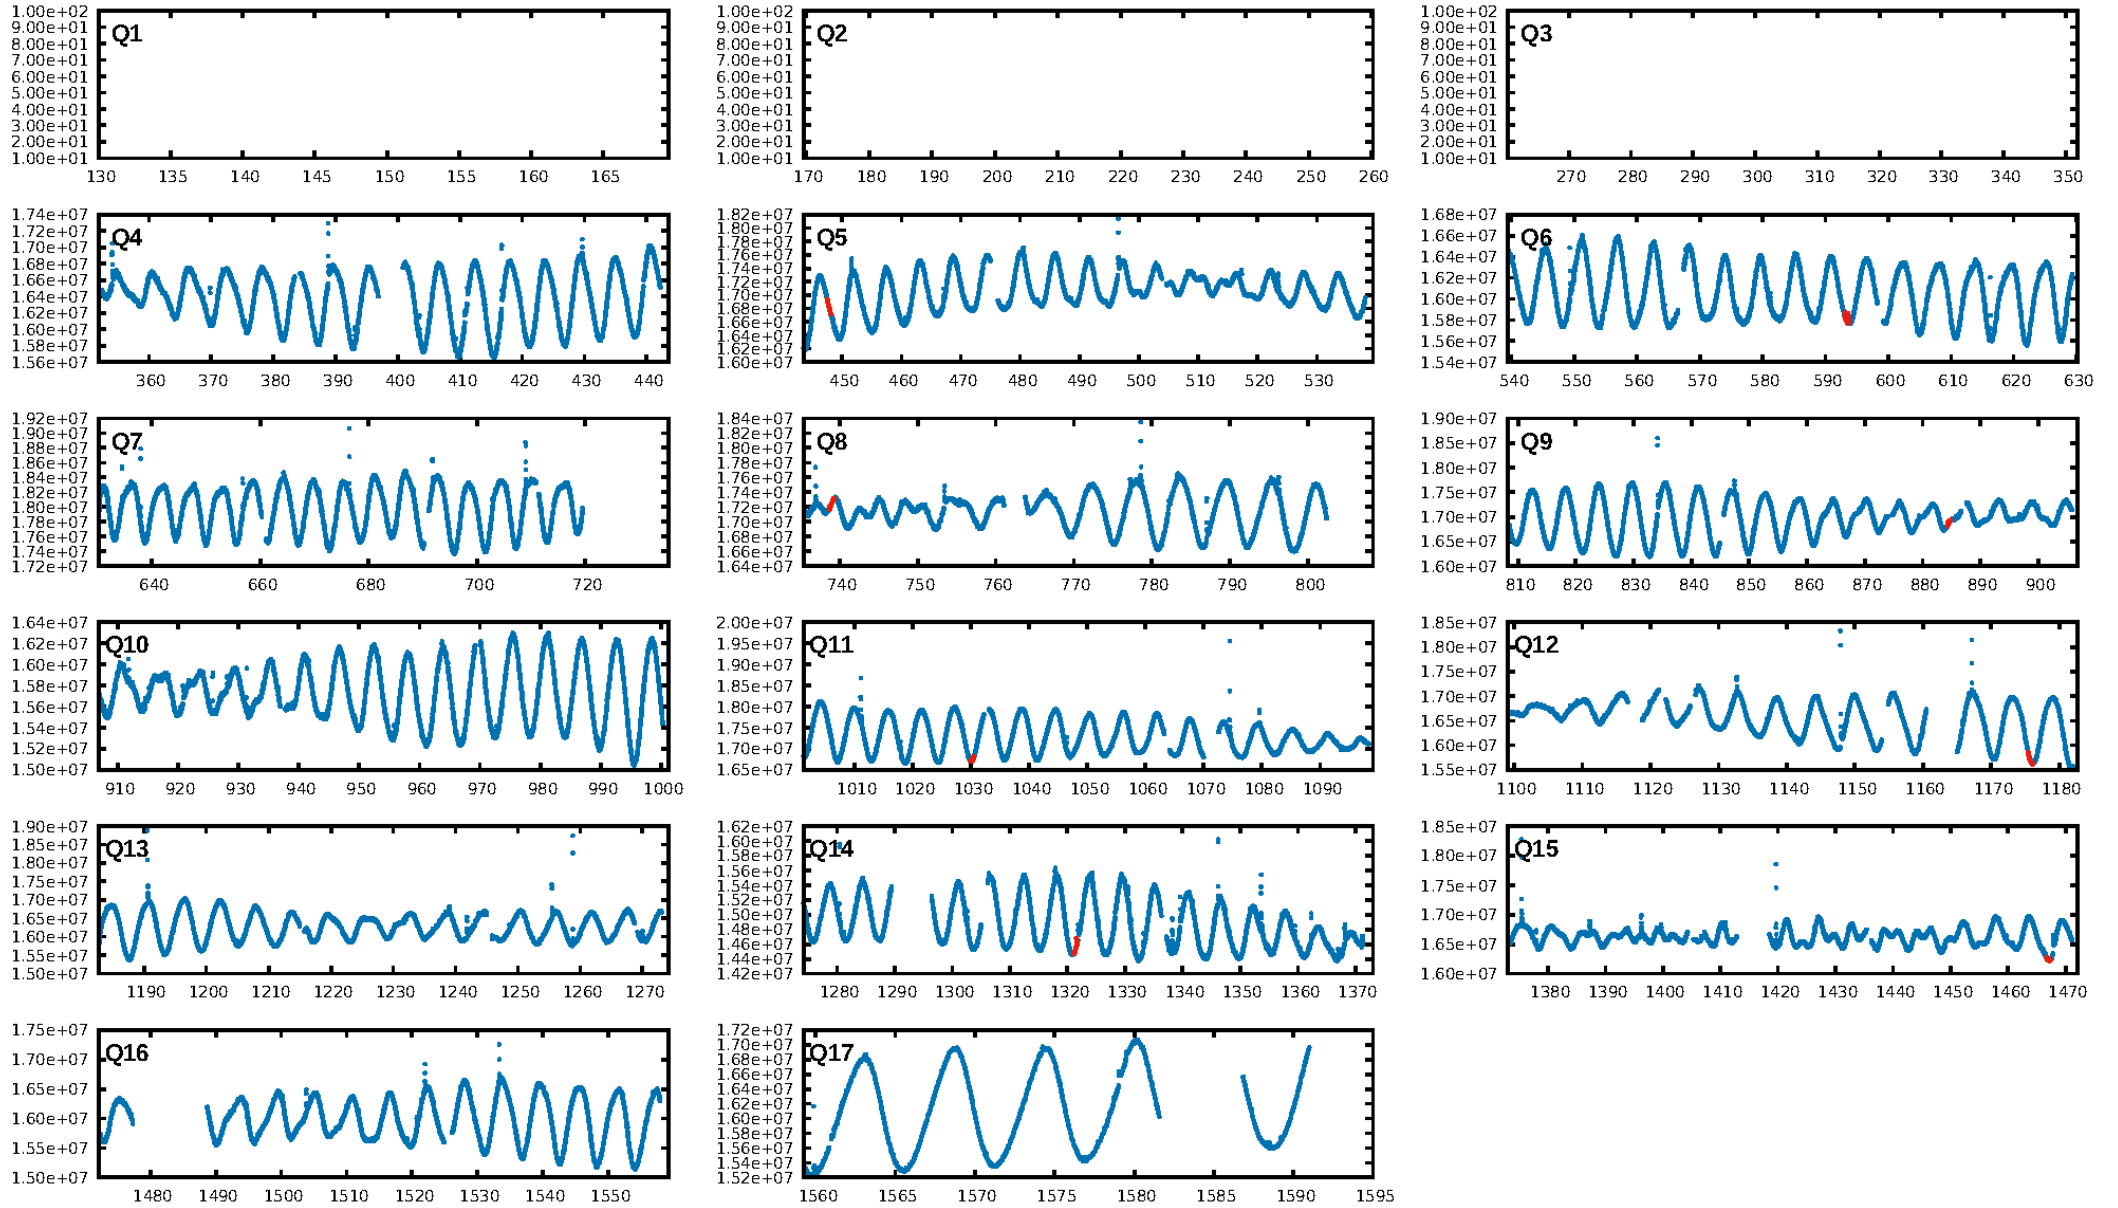 1.00e+02 1.00e+02 1.00e+02
9.00e+01 Q1 9.00e+01 Q2 9.00e+01 Q3
8.00e+01 8.00e+01 8.00e+01
7.00e+01 7.00e+01 7.00e+01
6.00e+01 6.00e+01 6.00e+01
5.00e+01 5.00e+01 5.00e+01
4.00e+01 4.00e+01 4.00e+01
3.00e+01 3.00e+01 3.00e+01
2.00e+01 2.00e+01 2.00e+01
1.00e+01 1.00e+01 1.00e+01
130 135 140 145 150 155 160 165 170 180 190 200 210 220 230 240 250 260 270 280 290 300 310 320 330 340 350
Q4
1.74e+07
1.72e+07
1.70e+07
1.68e+07
1.66e+07
1.64e+07
1.62e+07
1.60e+07
1.58e+07
1.56e+07
360 370 380 390 400 410 420 430 440
Q5
1.82e+07
1.80e+07
1.78e+07
1.76e+07
1.74e+07
1.72e+07
1.70e+07
1.68e+07
1.66e+07
1.64e+07
1.62e+07
1.60e+07
450 460 470 480 490 500 510 520 530
Q6
1.68e+07
1.66e+07
1.64e+07
1.62e+07
1.60e+07
1.58e+07
1.56e+07
1.54e+07
540 550 560 570 580 590 600 610 620 630
Q7
1.92e+07
1.90e+07
1.88e+07
1.86e+07
1.84e+07
1.82e+07
1.80e+07
1.78e+07
1.76e+07
1.74e+07
1.72e+07
640 660 680 700 720
Q8
1.84e+07
1.82e+07
1.80e+07
1.78e+07
1.76e+07
1.74e+07
1.72e+07
1.70e+07
1.68e+07
1.66e+07
1.64e+07
740 750 760 770 780 790 800
Q9
1.90e+07
1.85e+07
1.80e+07
1.75e+07
1.70e+07
1.65e+07
1.60e+07
810 820 830 840 850 860 870 880 890 900
Q10
1.64e+07
1.62e+07
1.60e+07
1.58e+07
1.56e+07
1.54e+07
1.52e+07
1.50e+07
910 920 930 940 950 960 970 980 990 1000
Q11
2.00e+07
1.95e+07
1.90e+07
1.85e+07
1.80e+07
1.75e+07
1.70e+07
1.65e+07
1010 1020 1030 1040 1050 1060 1070 1080 1090
Q12
1.85e+07
1.80e+07
1.75e+07
1.70e+07
1.65e+07
1.60e+07
1.55e+07
1100 1110 1120 1130 1140 1150 1160 1170 1180
Q13
1.90e+07
1.85e+07
1.80e+07
1.75e+07
1.70e+07
1.65e+07
1.60e+07
1.55e+07
1.50e+07
1190 1200 1210 1220 1230 1240 1250 1260 1270
Q14
1.62e+07
1.60e+07
1.58e+07
1.56e+07
1.54e+07
1.52e+07
1.50e+07
1.48e+07
1.46e+07
1.44e+07
1.42e+07
1280 1290 1300 1310 1320 1330 1340 1350 1360 1370
Q15
1.85e+07
1.80e+07
1.75e+07
1.70e+07
1.65e+07
1.60e+07
1380 1390 1400 1410 1420 1430 1440 1450 1460 1470
Q16
1.75e+07
1.70e+07
1.65e+07
1.60e+07
1.55e+07
1.50e+07
1480 1490 1500 1510 1520 1530 1540 1550
Q17
1.72e+07
1.70e+07
1.68e+07
1.66e+07
1.64e+07
1.62e+07
1.60e+07
1.58e+07
1.56e+07
1.54e+07
1.52e+07
1560 1565 1570 1575 1580 1585 1590 1595